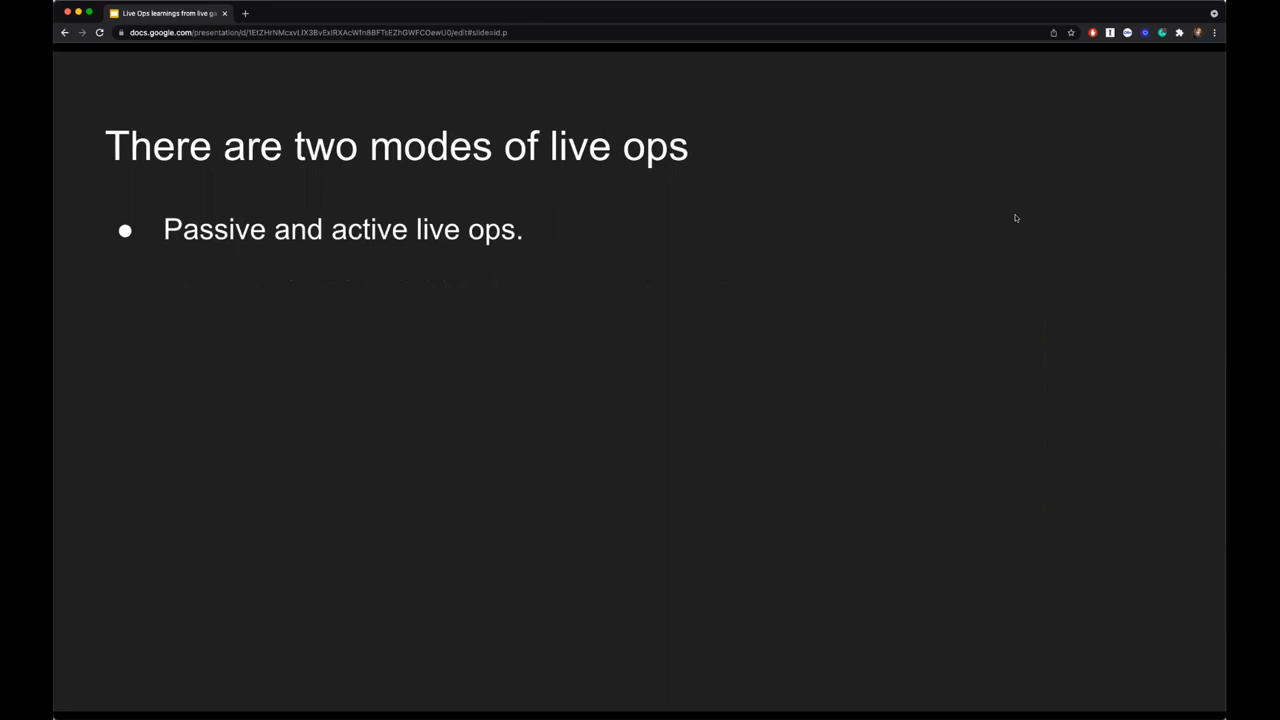 Live Ops learnings from live ga
There are two modes of live ops
● Passive and active live ops.